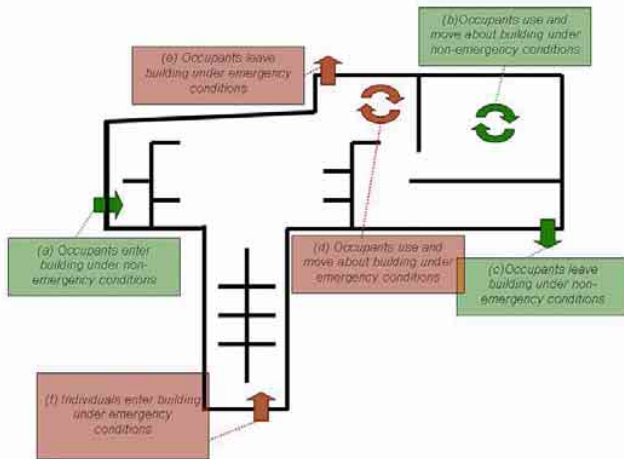 (b)Occupants use and
move about building under
non-emergency conditions
(e) Occupants leave
building under emergency
conditions
(a) Occupants enter
building under non-
emergency conditions
(d) Occupants use and
move about building under
emergency conditions
(c)Occupants leave
building under non-
emergency conditions
(f) Individuals enter building
under emergency
conditions